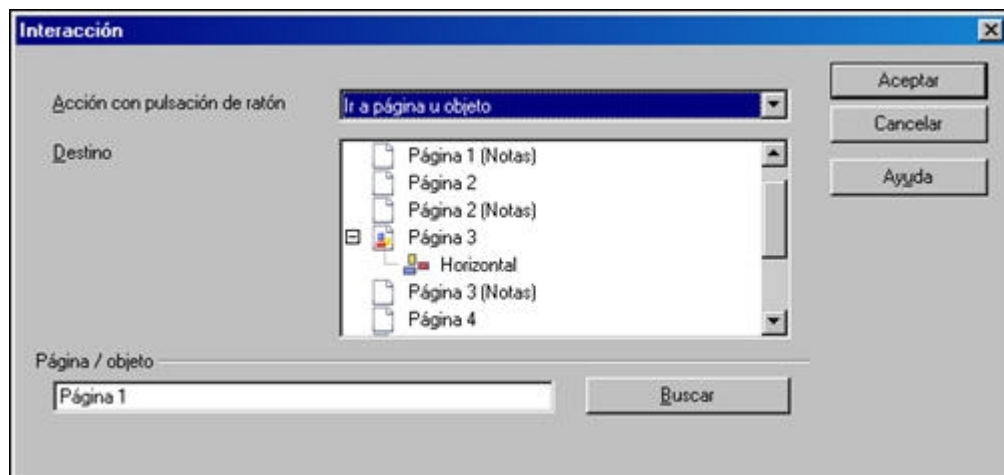 Interacción
Acción con pulsación de ratón
Ir a página u objeto
Aceptar
Cancelar
Ayuda
Destino
Página 1 (Notas)
Página 2
Página 2 (Notas)
Página 3
Horizontal
Página 3 (Notas)
Página 4
Página / objeto
Página 1
Buscar